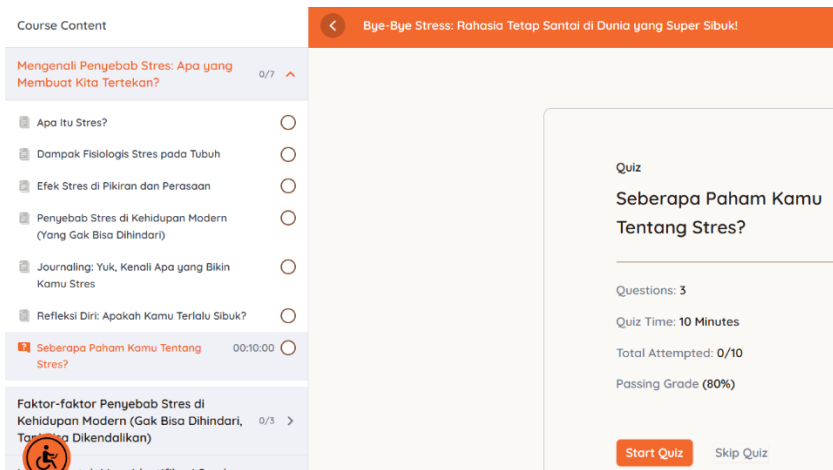 Course Content
Bye-Bye Stress: Rahasia Tetap Santai di Dunia yang Super Sibuk!
Mengenali Penyebab Stres: Apa yang
Membuat Kita Tertekan?
0/7
Apa Itu Stres?
Dampak Fisiologis Stres pada Tubuh
Efek Stres di Pikiran dan Perasaan
Penyebab Stres di Kehidupan Modern
(Yang Gak Bisa Dihindari)
Journaling: Yuk, Kenali Apa yang Bikin
Kamu Stres
Refleksi Diri: Apakah Kamu Terlalu Sibuk?
Seberapa Paham Kamu Tentang
Stres?
00:10:00
Faktor-faktor Penyebab Stres di
Kehidupan Modern (Gak Bisa Dihindari,
Dikendalikan)
0/3
Quiz
Seberapa Paham Kamu
Tentang Stres?
Questions: 3
Quiz Time: 10 Minutes
Total Attempted: 0/10
Passing Grade (80%)
Start Quiz
Skip Quiz